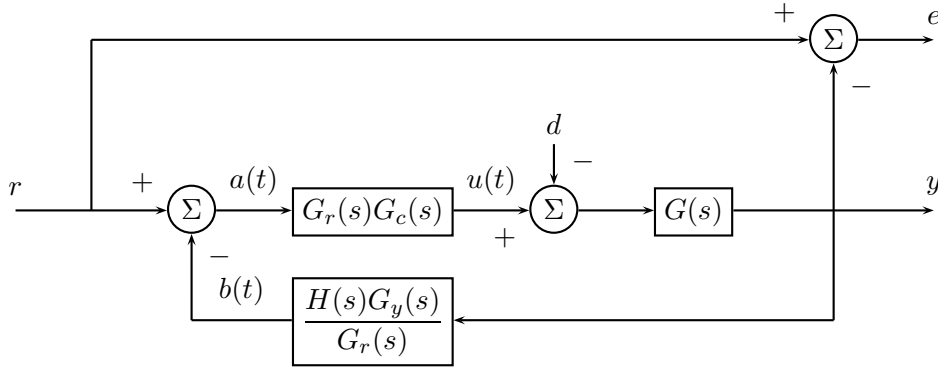 + e
Σ
−
d
r + a(t) u(t) − y
Σ G_r(s)G_c(s) Σ G(s)
− +
b(t) H(s)G_y(s)
G_r(s)